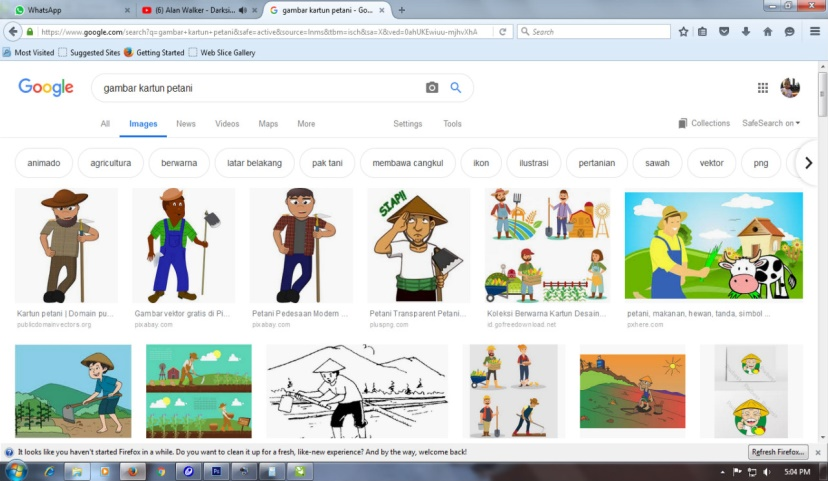 WhatsApp
(5) Alan Walker - Darksi...
gambar kartun petani - Go...
https://www.google.com/search?q=gambar+kartun+petani&safe=active&source=lnms&tbm=isch&sa=X&ved=0ahUKEwiuu-mjhvXhA
Search
Most Visited
Suggested Sites
Getting Started
Web Slice Gallery
Google
gambar kartun petani
All
Images
News
Videos
Maps
More
Settings
Tools
Collections
SafeSearch on
animado
agricultura
berwarna
latar belakang
pak tani
membawa cangkul
ikon
ilustrasi
pertanian
sawah
vektor
png
SIAP!!
Kartun petani | Domain pu...
publicdomainvectors.org
Gambar vektor gratis di Pi...
pixabay.com
Petani Pedesaan Modern ...
pixabay.com
Petani Transparent Petani...
pluspng.com
Koleksi Berwarna Kartun Desain...
id.gofreedownload.net
petani, makanan, hewan, tanda, simbol ...
pxhere.com
It looks like you haven't started Firefox in a while. Do you want to clean it up for a fresh, like-new experience? And by the way, welcome back!
Refresh Firefox...
Ps
5:04 PM